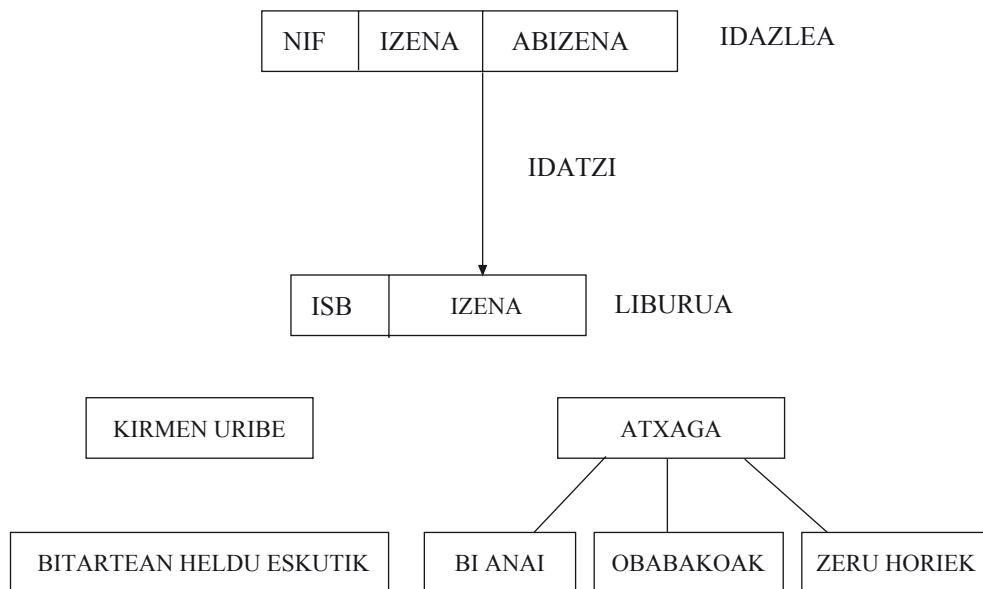 NIF IZENA ABIZENA IDAZLEA
IDATZI
ISB IZENA LIBURUA
KIRMEN URIBE ATXAGA
BITARTEAN HELDU ESKUTIK BI ANAI OBABAKOAK ZERU HORIEK